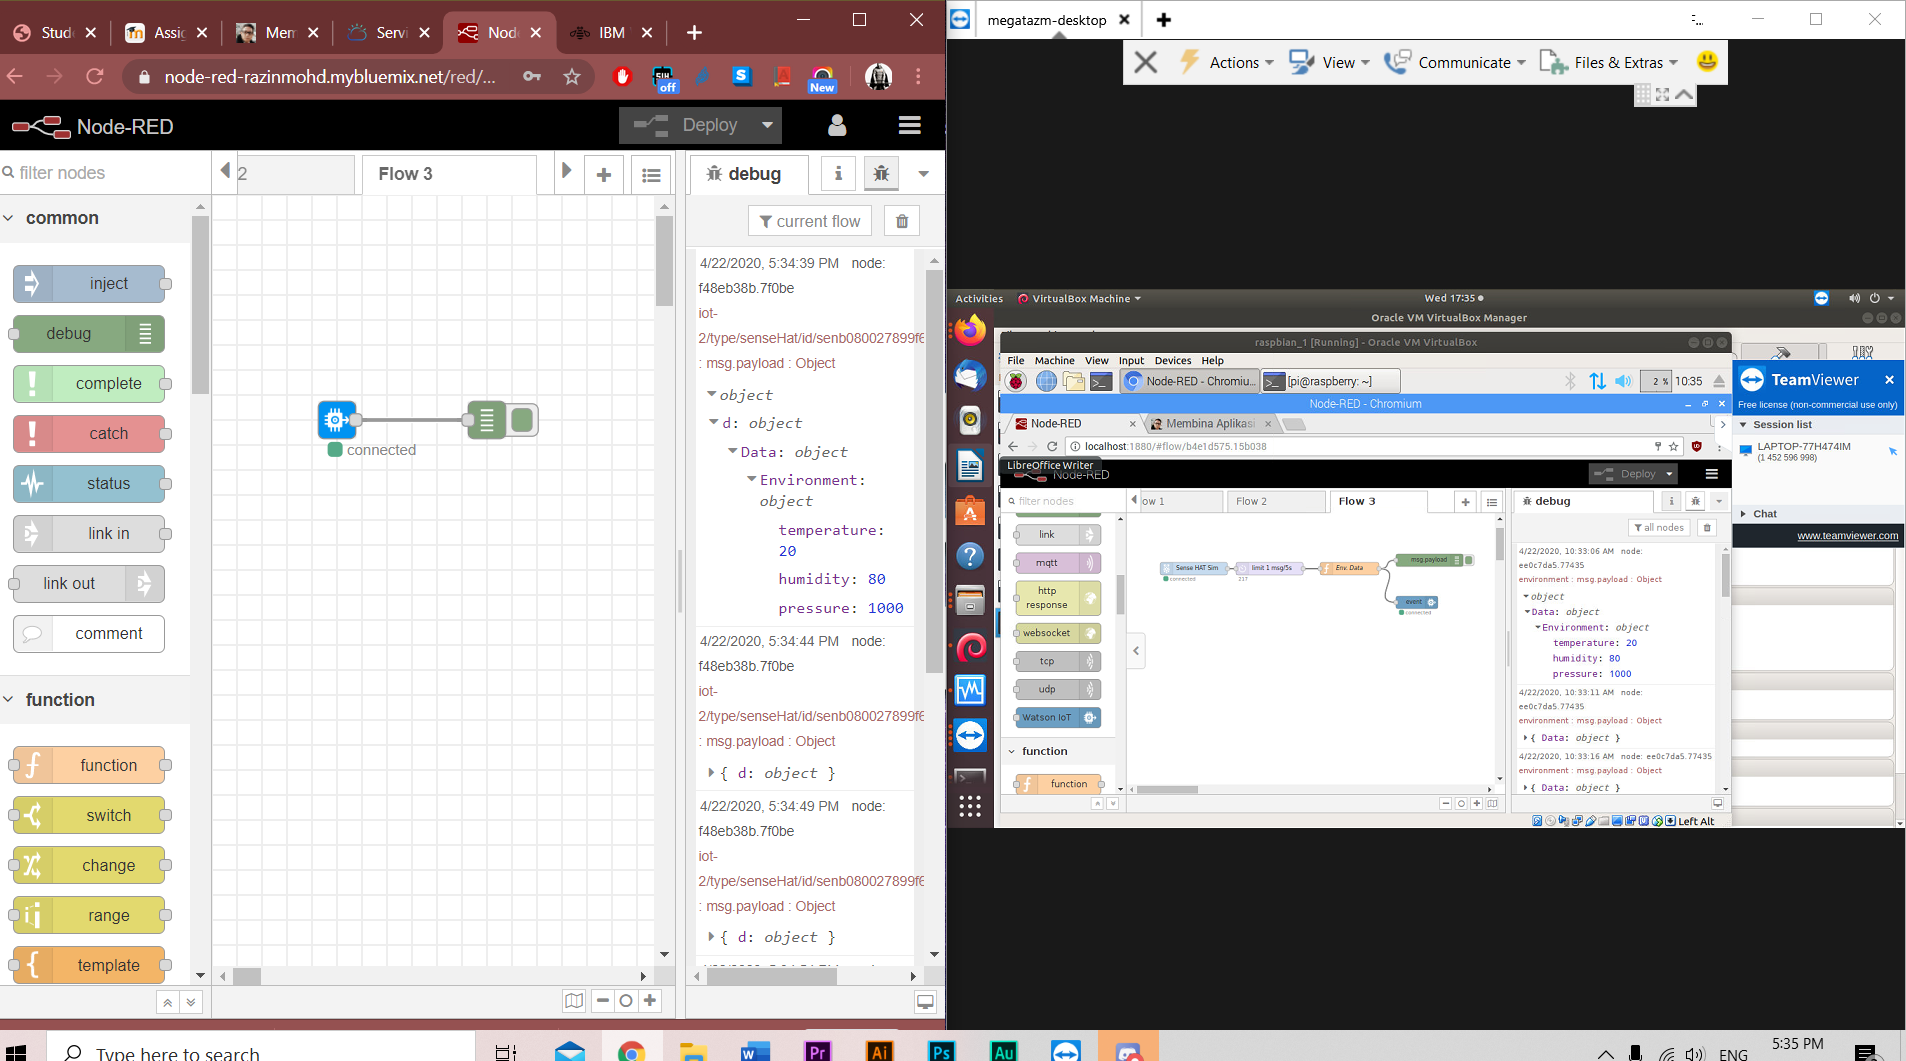 Stud
Assig
Mem
Servi
Node
IBM
node-red-razinmohd.mybluemix.net/red/...
off
New
Node-RED
Deploy
filter nodes
2
Flow 3
debug
i
current flow
common
inject
debug
complete
catch
status
link in
link out
comment
function
function
switch
change
range
template
connected
4/22/2020, 5:34:39 PM node:
f48eb38b.7f0be
iot-
2/type/senseHat/id/senb080027899f6
: msg.payload : Object
object
d: object
Data: object
Environment:
object
temperature:
20
humidity: 80
pressure: 1000
4/22/2020, 5:34:44 PM node:
f48eb38b.7f0be
iot-
2/type/senseHat/id/senb080027899f6
: msg.payload : Object
{ d: object }
4/22/2020, 5:34:49 PM node:
f48eb38b.7f0be
iot-
2/type/senseHat/id/senb080027899f6
: msg.payload : Object
{ d: object }
megatazm-desktop
Actions
View
Communicate
Files & Extras
Activities
VirtualBox Machine
Wed 17:35
Oracle VM VirtualBox Manager
raspbian_1 [Running] - Oracle VM VirtualBox
File Machine View Input Devices Help
Node-RED - Chromiu...
[pi@raspberry: ~]
2 %
10:35
Node-RED - Chromium
Node-RED
Membina Aplikasi
localhost:1880/#flow/b4e1d575.15b038
LibreOffice Writer
Node-RED
Deploy
filter nodes
ow 1
Flow 2
Flow 3
debug
i
all nodes
link
mqtt
http
response
websocket
tcp
udp
Watson IoT
function
function
Sense HAT Sim
connected
limit 1 msg/5s
217
Env. Data
msg.payload
event
connected
4/22/2020, 10:33:06 AM node:
ee0c7da5.77435
environment : msg.payload : Object
object
Data: object
Environment: object
temperature: 20
humidity: 80
pressure: 1000
4/22/2020, 10:33:11 AM node:
ee0c7da5.77435
environment : msg.payload : Object
{ Data: object }
4/22/2020, 10:33:16 AM node: ee0c7da5.77435
environment : msg.payload : Object
{ Data: object }
Left Alt
TeamViewer
Free license (non-commercial use only)
Session list
LAPTOP-77H474IM
(1 452 596 998)
Chat
www.teamviewer.com
Type here to search
W
Pr
Ai
Ps
Au
ENG
5:35 PM